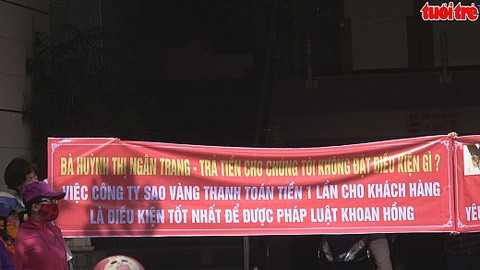 tuổi trẻ
BÀ HUỲNH THỊ NGÂN TRANG - TRẢ TIỀN CHO CHÚNG TÔI KHÔNG ĐẠT ĐIỀU KIỆN GÌ ?
VIỆC CÔNG TY SAO VÀNG THANH TOÁN TIỀN 1 LẦN CHO KHÁCH HÀNG
LÀ ĐIỀU KIỆN TỐT NHẤT ĐỂ ĐƯỢC PHÁP LUẬT KHOAN HỒNG
YÊU